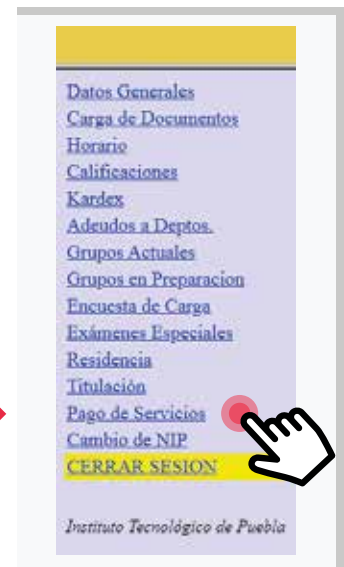 Datos Generales
Carga de Documentos
Horario
Calificaciones
Kardex
Adeudos a Deptos.
Grupos Actuales
Grupos en Preparacion
Encuesta de Carga
Exámenes Especiales
Residencia
Titulación
Pago de Servicios
Cambio de NIP
CERRAR SESION
Instituto Tecnológico de Puebla